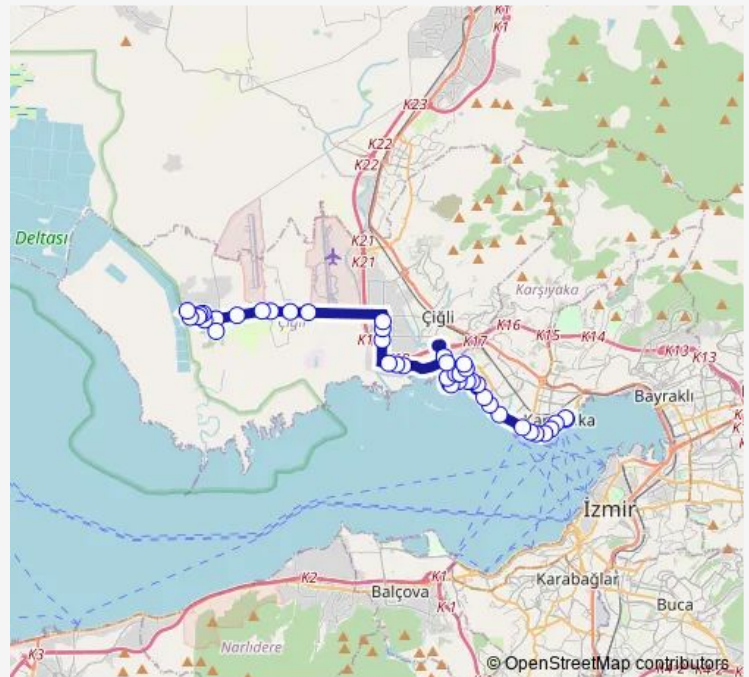 K1
K1
K23
K22
K22
Deltası
K21
K21
Karşıyaka
Çiğli
Çiğli
K16
K17
K15
K14
K13
K13
Bayraklı
İzmir
K2
K1
Karabağlar
Balçova
K1
Buca
Narlıdere
K3
© OpenStreetMap contributors